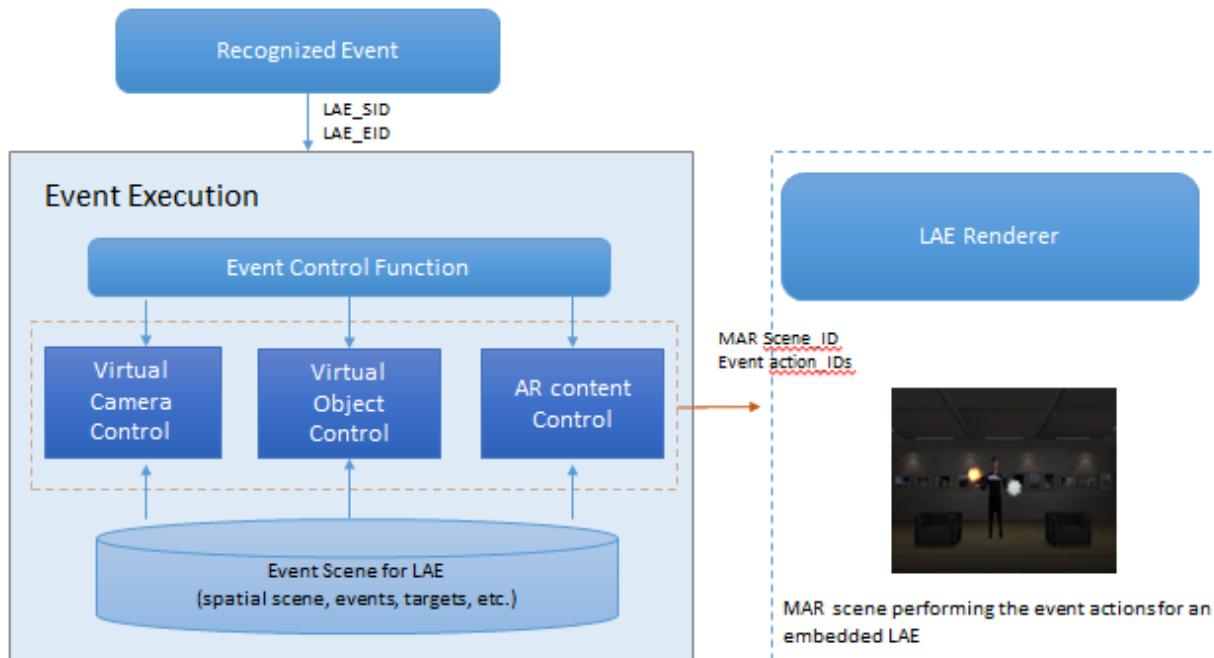 Recognized Event
LAE_SID
LAE_EID
Event Execution
Event Control Function
Virtual
Camera
Control
Virtual
Object
Control
AR content
Control
Event Scene for LAE
(spatial scene, events, targets, etc.)
MAR Scene_ID
Event action_IDs
LAE Renderer
MAR scene performing the event actions for an
embedded LAE